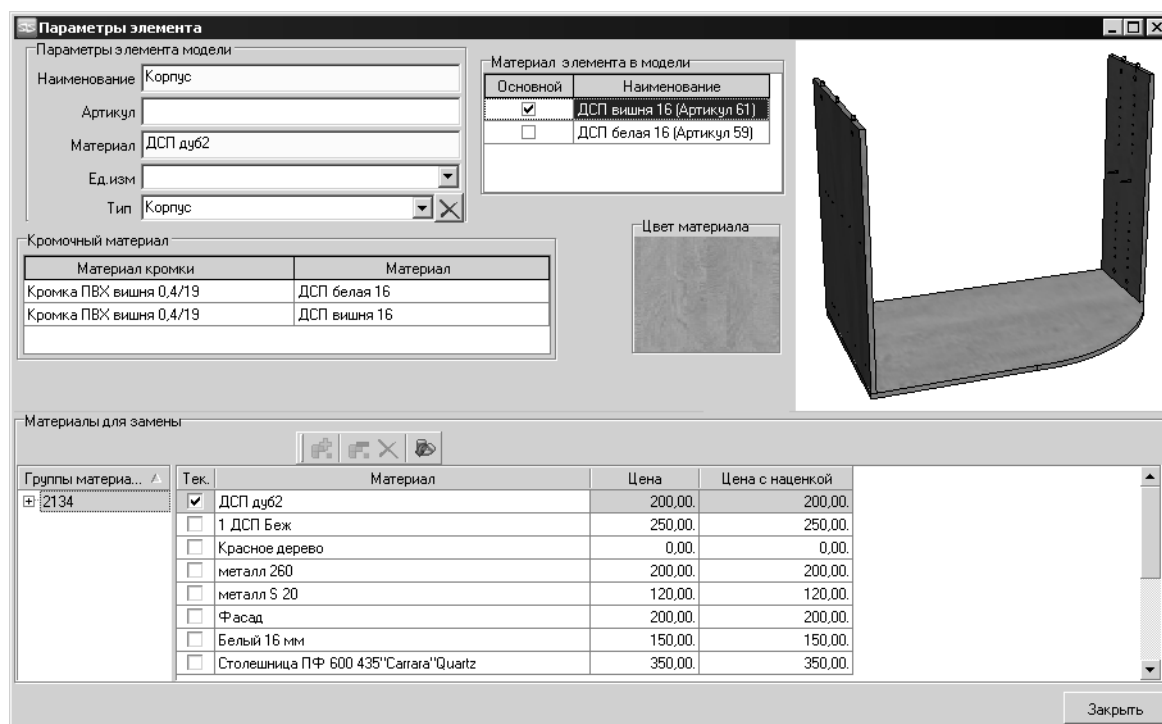 Параметры элемента
Параметры элемента модели
Наименование Корпус
Артикул
Материал ДСП дуб2
Ед.изм
Тип Корпус
Материал элемента в модели
Основной Наименование
ДСП вишня 16 (Артикул 61)
ДСП белая 16 (Артикул 59)
Кромочный материал
Материал кромки Материал
Кромка ПВХ вишня 0,4/19 ДСП белая 16
Кромка ПВХ вишня 0,4/19 ДСП вишня 16
Цвет материала
Материалы для замены
Группы материа...
2134
Тек. Материал Цена Цена с наценкой
ДСП дуб2 200,00. 200,00.
1 ДСП Беж 250,00. 250,00.
Красное дерево 0,00. 0,00.
металл 260 200,00. 200,00.
металл S 20 120,00. 120,00.
Фасад 200,00. 200,00.
Белый 16 мм 150,00. 150,00.
Столешница ПФ 600 435"Carrara"Quartz 350,00. 350,00.
Закрыть